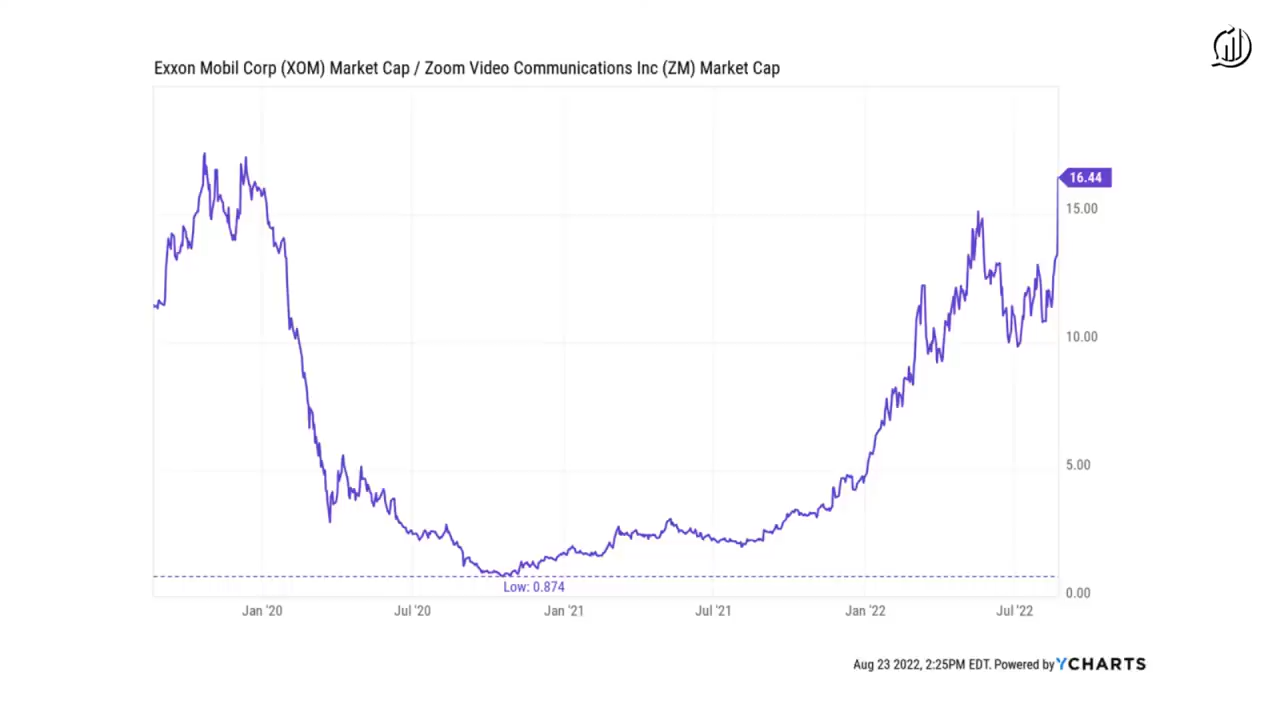 Exxon Mobil Corp (XOM) Market Cap / Zoom Video Communications Inc (ZM) Market Cap
16.44
15.00
10.00
5.00
Low: 0.874
0.00
Jan '20
Jul '20
Jan '21
Jul '21
Jan '22
Jul '22
Aug 23 2022, 2:25PM EDT. Powered by YCHARTS